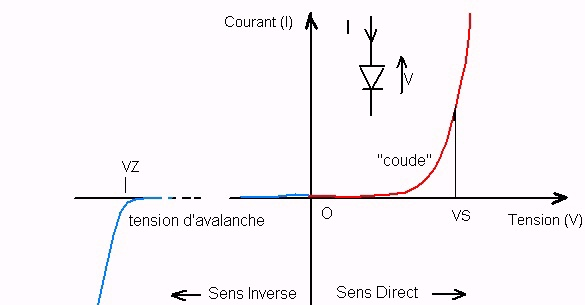 Courant (I)
I
V
"coude"
VZ
tension d'avalanche
O
VS
Tension (V)
Sens Inverse
Sens Direct